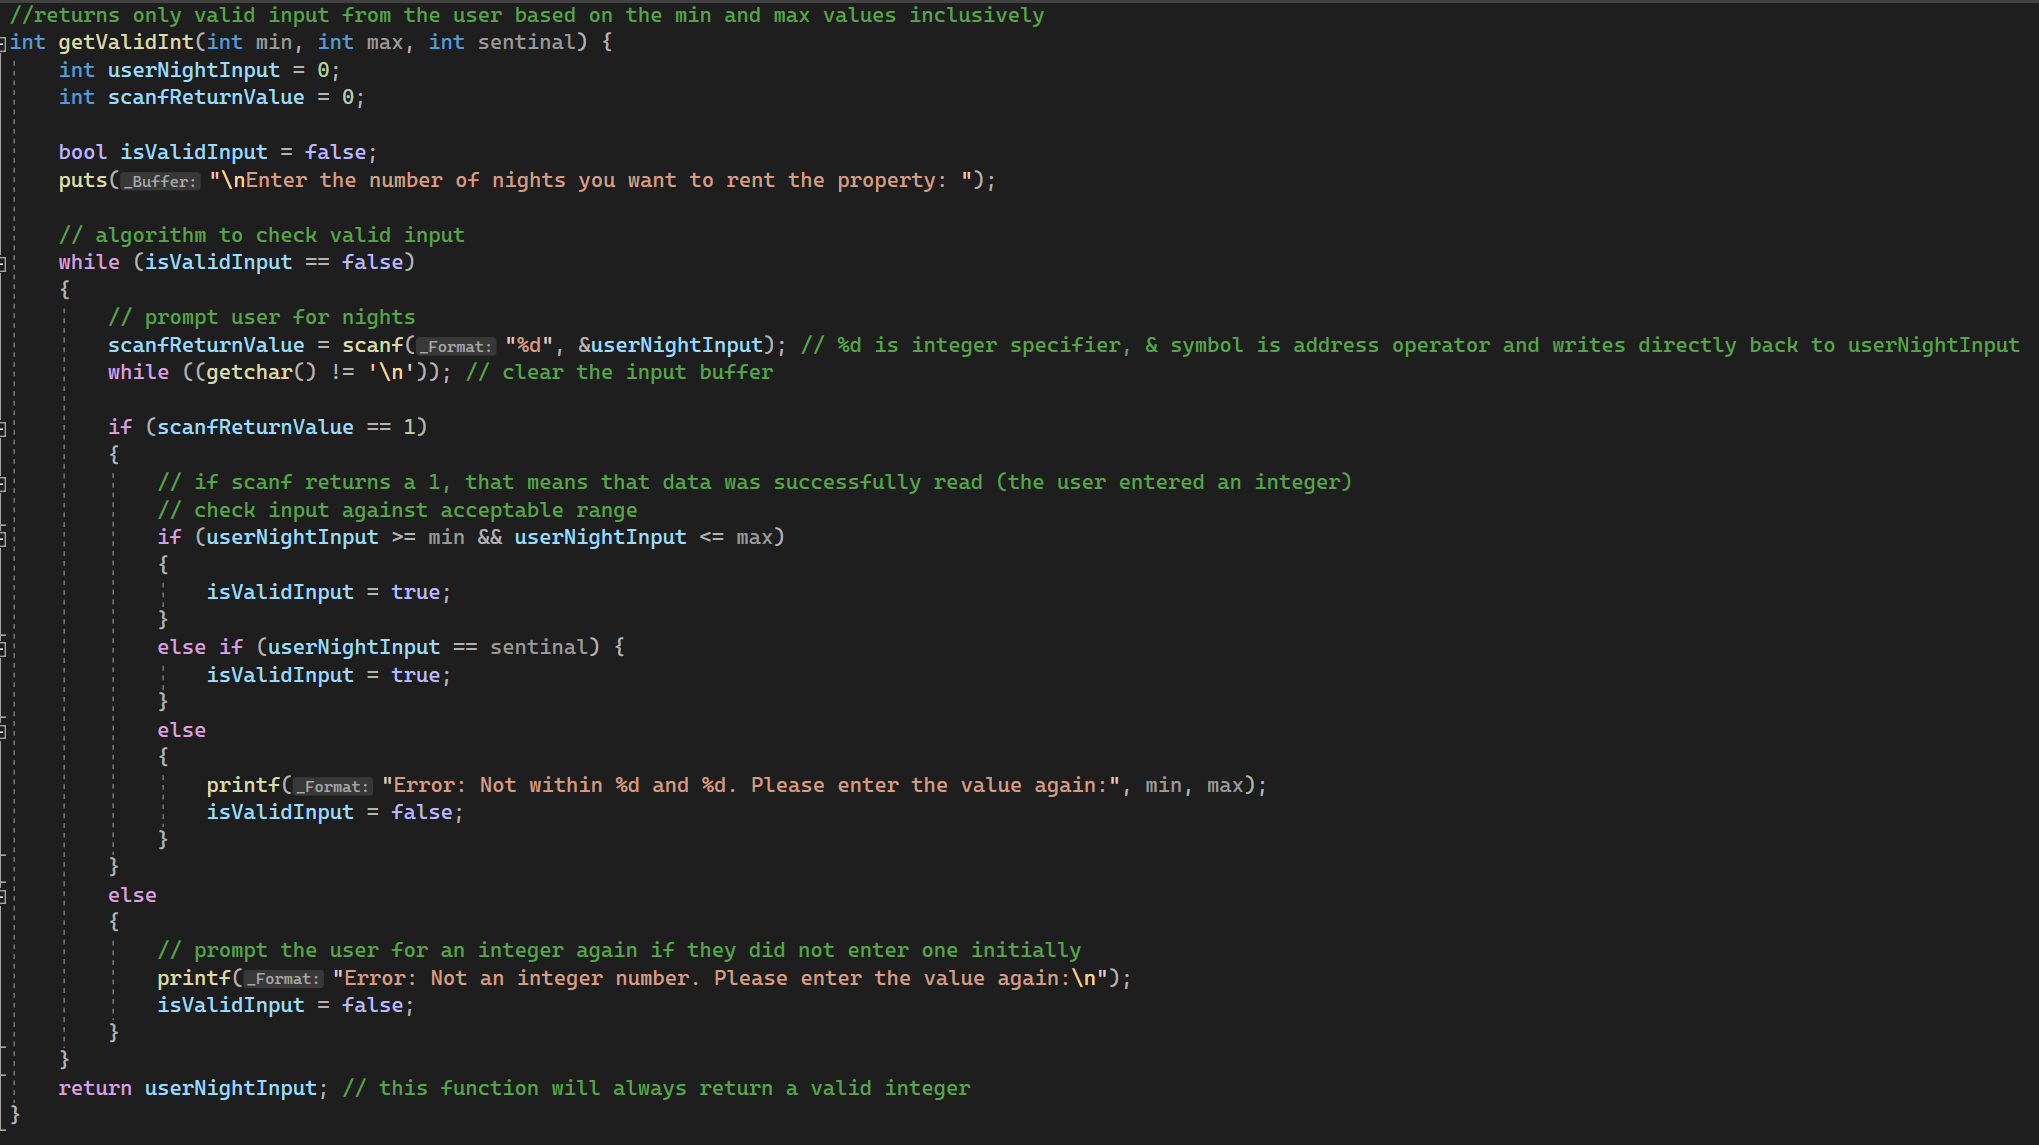 //returns only valid input from the user based on the min and max values inclusively
int getValidInt(int min, int max, int sentinal) {
    int userNightInput = 0;
    int scanfReturnValue = 0;

    bool isValidInput = false;
    puts(_Buffer: "\nEnter the number of nights you want to rent the property: ");

    // algorithm to check valid input
    while (isValidInput == false)
    {
        // prompt user for nights
        scanfReturnValue = scanf(_Format: "%d", &userNightInput); // %d is integer specifier, & symbol is address operator and writes directly back to userNightInput
        while ((getchar() != '\n')); // clear the input buffer

        if (scanfReturnValue == 1)
        {
            // if scanf returns a 1, that means that data was successfully read (the user entered an integer)
            // check input against acceptable range
            if (userNightInput >= min && userNightInput <= max)
            {
                isValidInput = true;
            }
            else if (userNightInput == sentinal) {
                isValidInput = true;
            }
            else
            {
                printf(_Format: "Error: Not within %d and %d. Please enter the value again:", min, max);
                isValidInput = false;
            }
        }
        else
        {
            // prompt the user for an integer again if they did not enter one initially
            printf(_Format: "Error: Not an integer number. Please enter the value again:\n");
            isValidInput = false;
        }
    }
    return userNightInput; // this function will always return a valid integer
}